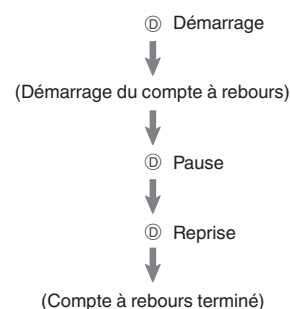 Ⓓ Démarrage
(Démarrage du compte à rebours)
Ⓓ Pause
Ⓓ Reprise
(Compte à rebours terminé)